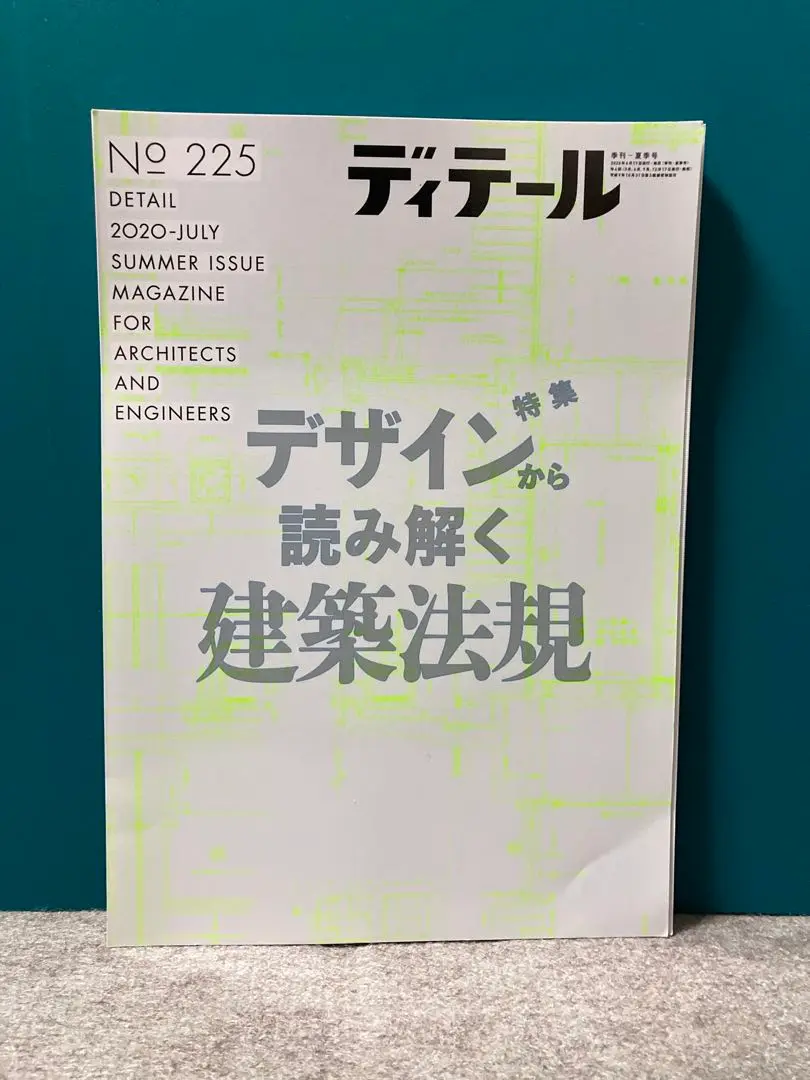 Nº 225
DETAIL
2020-JULY
SUMMER ISSUE
MAGAZINE
FOR
ARCHITECTS
AND
ENGINEERS
ディテール
季刊－夏季号
特集
デザインから
読み解く
建築法規